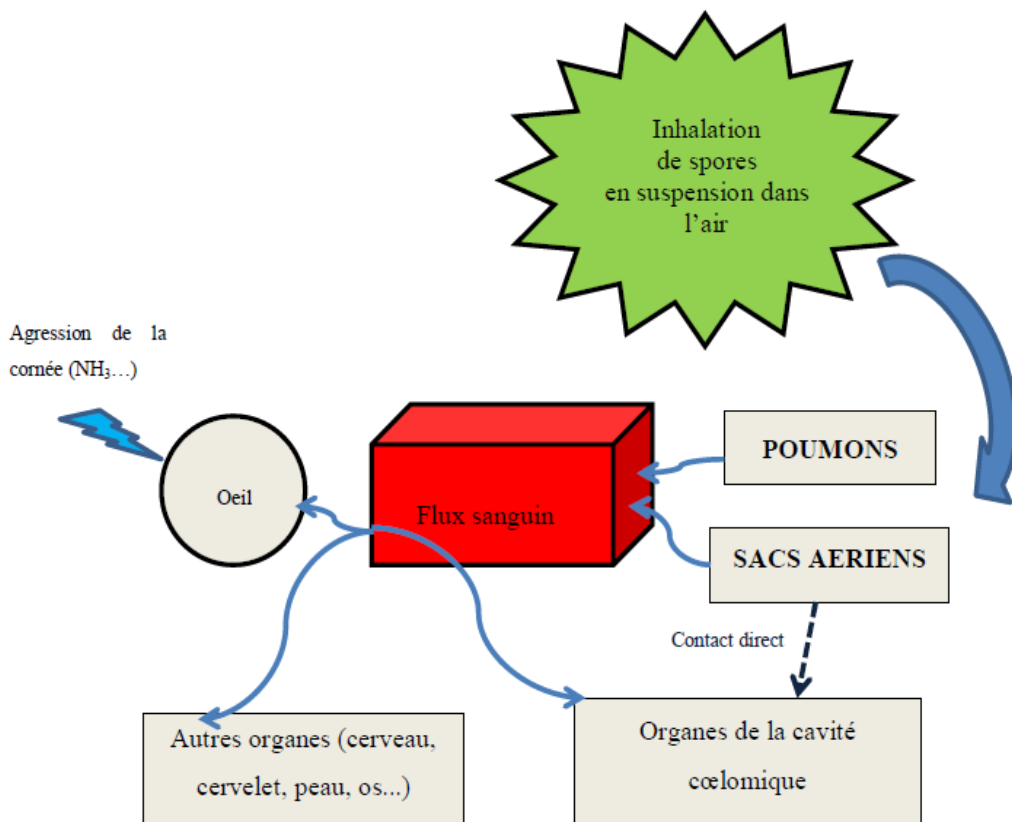 Inhalation
de spores
en suspension dans
l’air
Agression de la
cornée (NH₃…)
Oeil
Flux sanguin
POUMONS
SACS AERIENS
Contact direct
Autres organes (cerveau,
cervelet, peau, os...)
Organes de la cavité
cœlomique